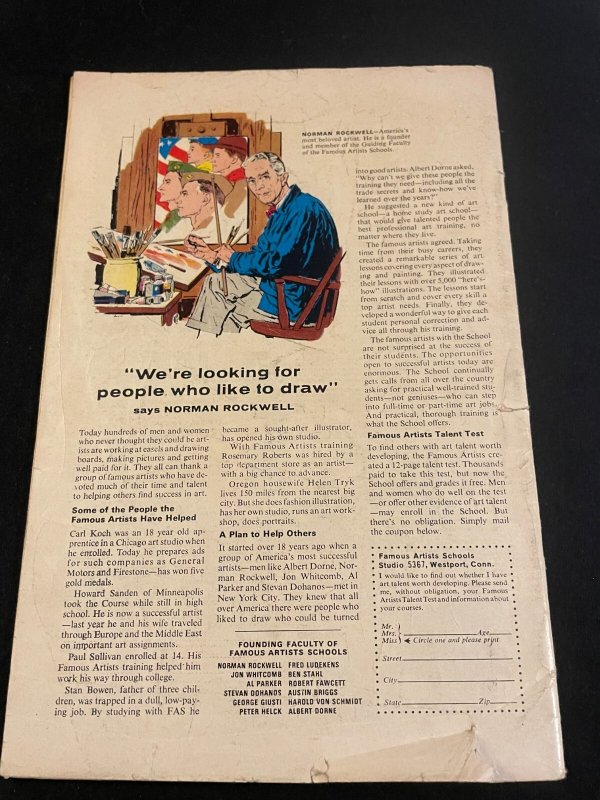 NORMAN ROCKWELL—America's
most beloved artist. He is a founder
and member of the Guiding Faculty
of the Famous Artists Schools.
"We're looking for
people who like to draw"
says NORMAN ROCKWELL
Today hundreds of men and women
who never thought they could be art-
ists are working at easels and drawing
boards, making pictures and getting
well paid for it. They all can thank a
group of famous artists who have de-
voted much of their time and talent
to helping others find success in art.
Some of the People the
Famous Artists Have Helped
Carl Koch was an 18 year old ap-
prentice in a Chicago art studio when
he enrolled. Today he prepares ads
for such companies as General
Motors and Firestone—has won five
gold medals.
Howard Sanden of Minneapolis
took the Course while still in high
school. He is now a successful artist
—last year he and his wife traveled
through Europe and the Middle East
on important art assignments.
Paul Sullivan enrolled at 14. His
Famous Artists training helped him
work his way through college.
Stan Bowen, father of three chil-
dren, was trapped in a dull, low-pay-
ing job. By studying with FAS he
became a sought-after illustrator,
has opened his own studio.
With Famous Artists training
Rosemary Roberts was hired by a
top department store as an artist—
with a big chance to advance.
Oregon housewife Helen Tryk
lives 150 miles from the nearest big
city. But she does fashion illustration,
has her own studio, runs an art work-
shop, does portraits.
A Plan to Help Others
It started over 18 years ago when a
group of America's most successful
artists—men like Albert Dorne, Nor-
man Rockwell, Jon Whitcomb, Al
Parker and Stevan Dohanos—met in
New York City. They knew that all
over America there were people who
liked to draw who could be turned
into good artists. Albert Dorne asked,
"Why can't we give these people the
training they need—including all the
trade secrets and know-how we've
learned over the years?"
He suggested a new kind of art
school—a home study art school—
that would give talented people the
best professional art training, no
matter where they live.
The famous artists agreed. Taking
time from their busy careers, they
created a remarkable series of art
lessons covering every aspect of draw-
ing and painting. They illustrated
their lessons with over 5,000 "here's-
how" illustrations. The lessons start
from scratch and cover every skill a
top artist needs. Finally, they de-
veloped a wonderful way to give each
student personal correction and ad-
vice all through his training.
The famous artists with the School
are not surprised at the success of
their students. The opportunities
open to successful artists today are
enormous. The School continually
gets calls from all over the country
asking for practical well-trained stu-
dents—not geniuses—who can step
into full-time or part-time art jobs.
And practical, thorough training is
what the School offers.
Famous Artists Talent Test
To find others with art talent worth
developing, the Famous Artists cre-
ated a 12-page talent test. Thousands
paid to take this test, but now the
School offers and grades it free. Men
and women who do well on the test
—or offer other evidence of art talent
—may enroll in the School. But
there's no obligation. Simply mail
the coupon below.
FOUNDING FACULTY OF
FAMOUS ARTISTS SCHOOLS
NORMAN ROCKWELL FRED LUDEKENS
JON WHITCOMB BEN STAHL
AL PARKER ROBERT FAWCETT
STEVAN DOHANOS AUSTIN BRIGGS
GEORGE GIUSTI HAROLD VON SCHMIDT
PETER HELCK ALBERT DORNE
Famous Artists Schools
Studio 5367, Westport, Conn.
I would like to find out whether I have
art talent worth developing. Please send
me, without obligation, your Famous
Artists Talent Test and information about
your courses.
Mr.
Mrs. Age
Miss Circle one and please print
Street
City
State Zip